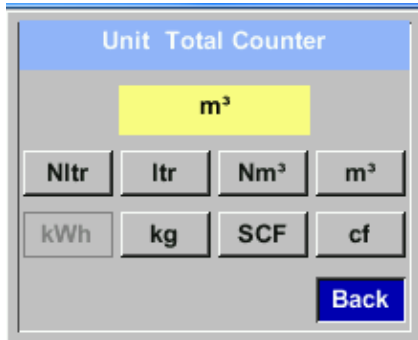 Unit Total Counter
m³
Nltr ltr Nm³ m³
kWh kg SCF cf
Back